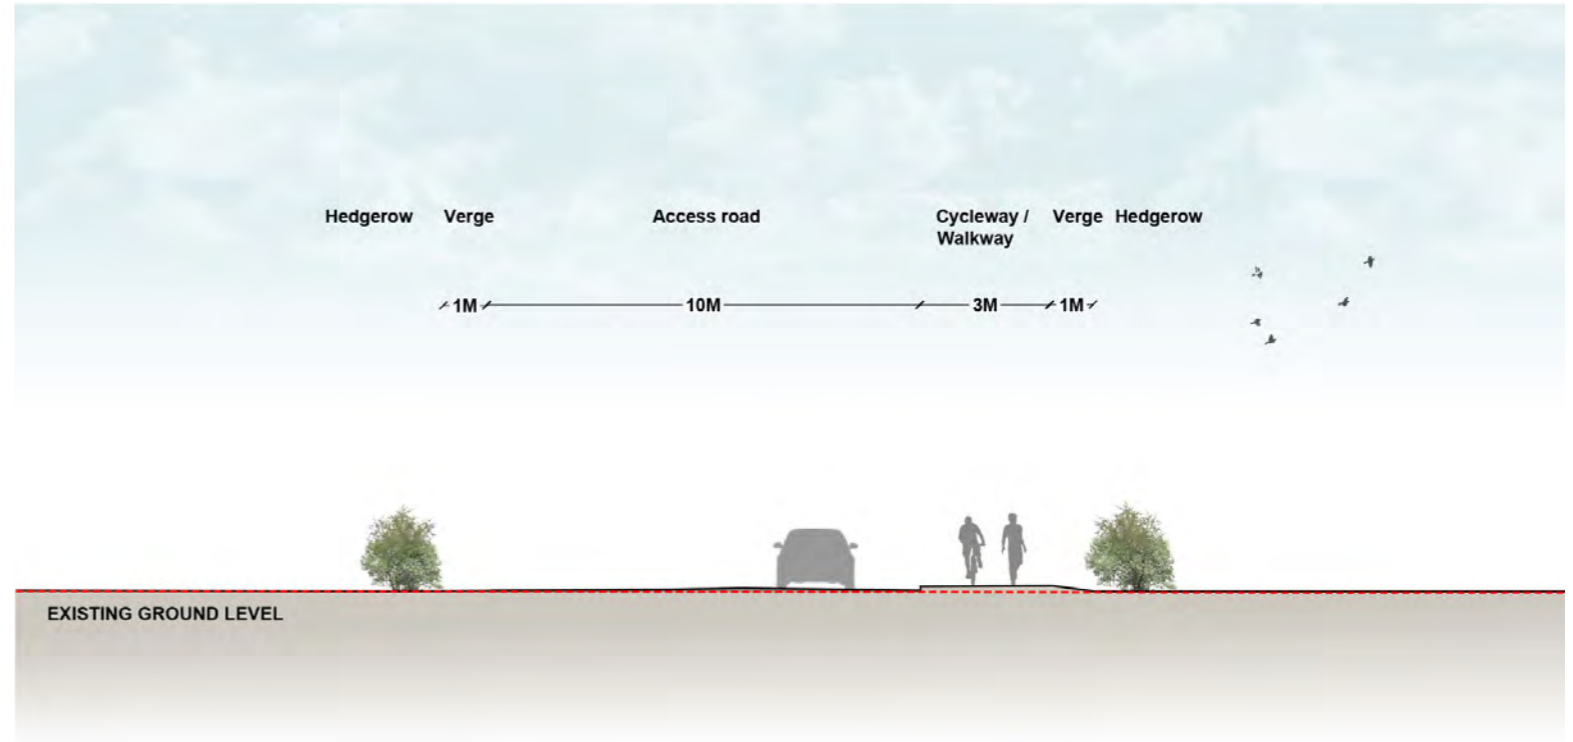 Hedgerow Verge Access road Cycleway / Verge Hedgerow
Walkway
1M 10M 3M 1M
EXISTING GROUND LEVEL